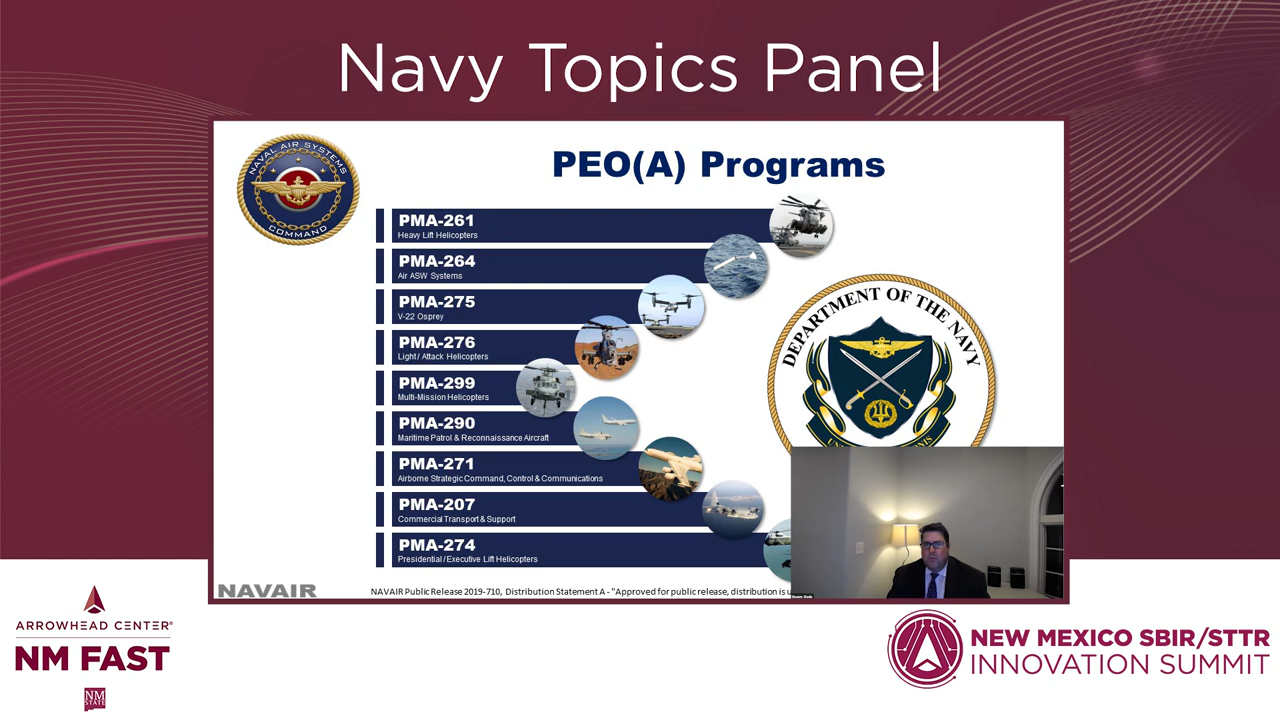 Navy Topics Panel
NAVAL AIR SYSTEMS
COMMAND
PEO(A) Programs
PMA-261
Heavy Lift Helicopters
PMA-264
Air ASW Systems
PMA-275
V-22 Osprey
PMA-276
Light / Attack Helicopters
PMA-299
Multi-Mission Helicopters
PMA-290
Maritime Patrol & Reconnaissance Aircraft
PMA-271
Airborne Strategic Command, Control & Communications
PMA-207
Commercial Transport & Support
PMA-274
Presidential / Executive Lift Helicopters
DEPARTMENT OF THE NAVY
NAVAIR
NAVAIR Public Release 2019-710, Distribution Statement A - "Approved for public release, distribution is
ARROWHEAD CENTER®
NM FAST
NM
STATE
NEW MEXICO SBIR/STTR
INNOVATION SUMMIT